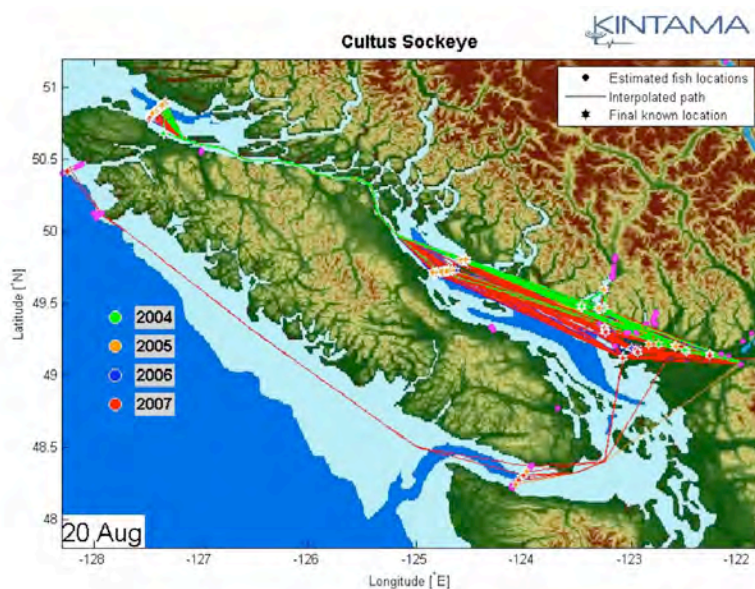 KINTAMA
Cultus Sockeye
Estimated fish locations
Interpolated path
Final known location
51
50.5
50
49.5
49
48.5
48
Latitude [°N]
2004
2005
2006
2007
20 Aug
-128
-127
-126
-125
-124
-123
-122
Longitude [°E]